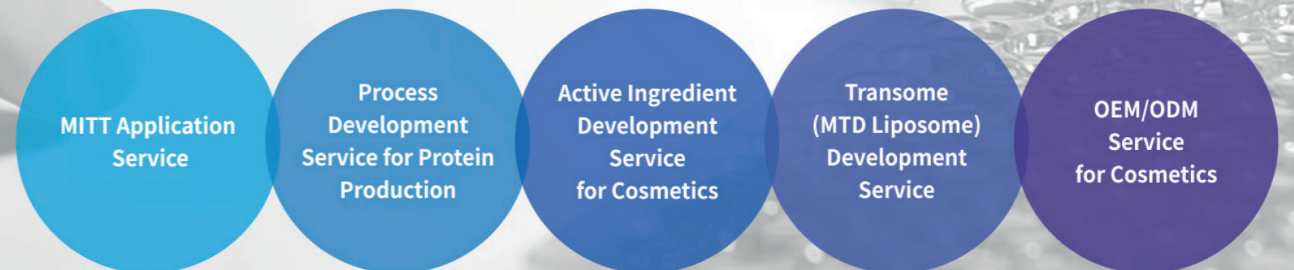 MITT Application
Service
Process
Development
Service for Protein
Production
Active Ingredient
Development
Service
for Cosmetics
Transome
(MTD Liposome)
Development
Service
OEM/ODM
Service
for Cosmetics